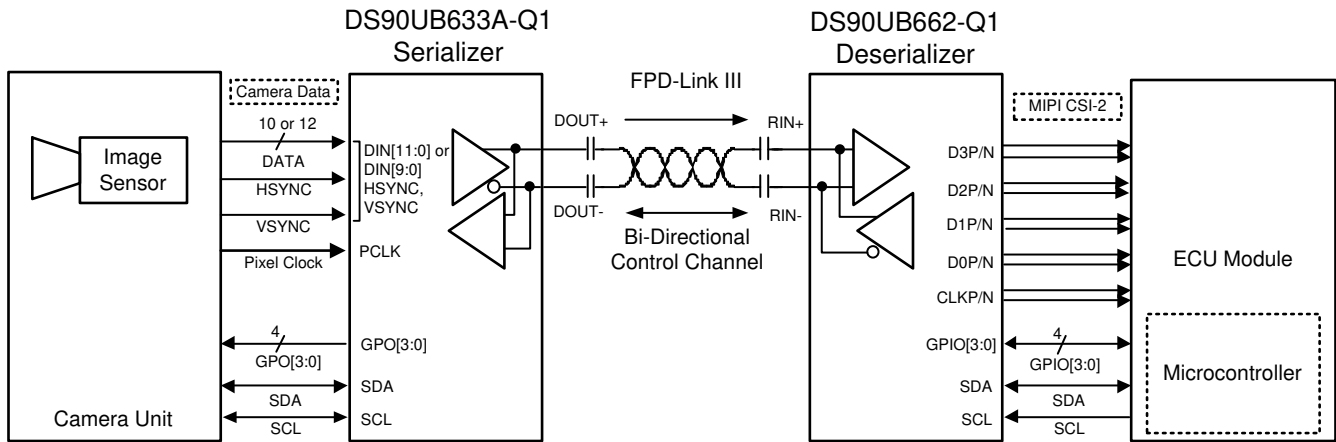 DS90UB633A-Q1
Serializer
DS90UB662-Q1
Deserializer
Camera Data
FPD-Link III
MIPI CSI-2
Image
Sensor
10 or 12
DATA
HSYNC
VSYNC
Pixel Clock
4
GPO[3:0]
SDA
SCL
Camera Unit
DIN[11:0] or
DIN[9:0]
HSYNC,
VSYNC
PCLK
GPO[3:0]
SDA
SCL
DOUT+
DOUT-
RIN+
RIN-
Bi-Directional
Control Channel
D3P/N
D2P/N
D1P/N
D0P/N
CLKP/N
GPIO[3:0]
SDA
SCL
4
GPIO[3:0]
SDA
SCL
ECU Module
Microcontroller